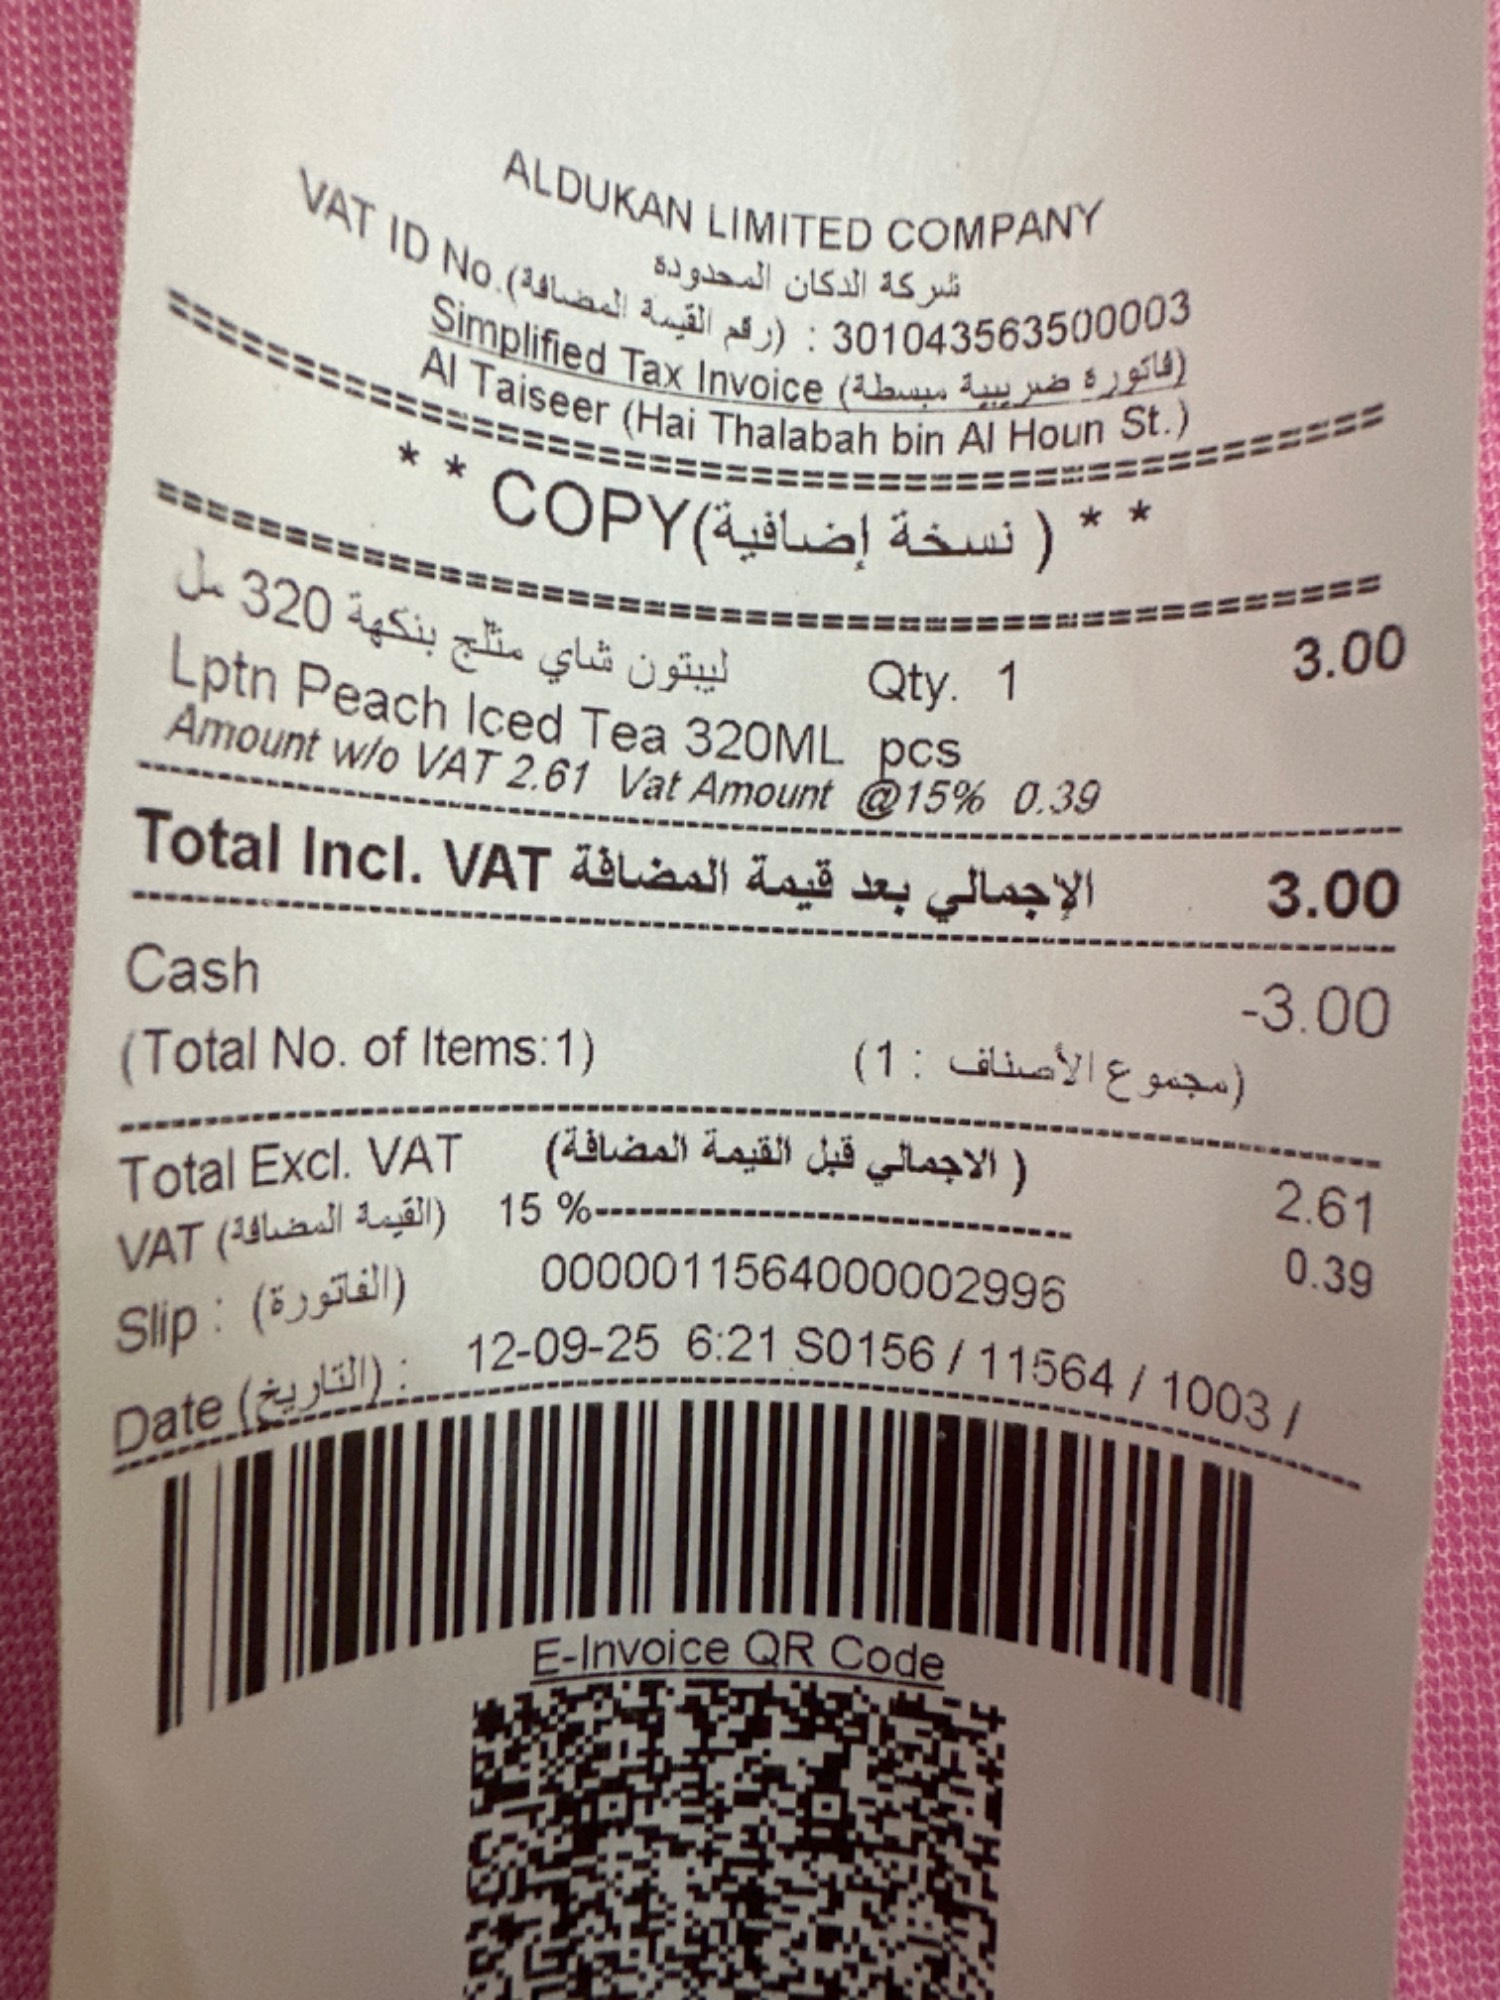 ALDUKAN LIMITED COMPANY
شركة الدكان المحدودة
VAT ID No.(رقم القيمة المضافة) : 301043563500003
Simplified Tax Invoice (فاتورة ضريبية مبسطة)
Al Taiseer (Hai Thalabah bin Al Houn St.)
* * COPY(نسخة إضافية ) * *
ليبتون شاي مثلج بنكهة 320 مل Qty. 1 3.00
Lptn Peach Iced Tea 320ML pcs
Amount w/o VAT 2.61 Vat Amount @15% 0.39
Total Incl. VAT الإجمالي بعد قيمة المضافة 3.00
Cash -3.00
(Total No. of Items:1) (مجموع الأصناف : 1)
Total Excl. VAT ( الاجمالي قبل القيمة المضافة) 2.61
VAT (القيمة المضافة) 15 %------------------------------ 0.39
Slip : (الفاتورة) 0000011564000002996
Date (التاريخ) : 12-09-25 6:21 S0156 / 11564 / 1003 /
E-Invoice QR Code